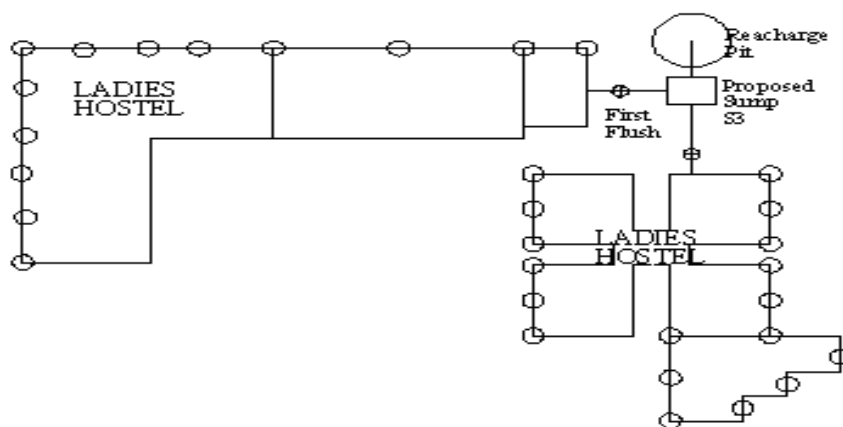 Reacharge
Pit
LADIES
HOSTEL
Proposed
Sump
S3
First
Flush
LADIES
HOSTEL